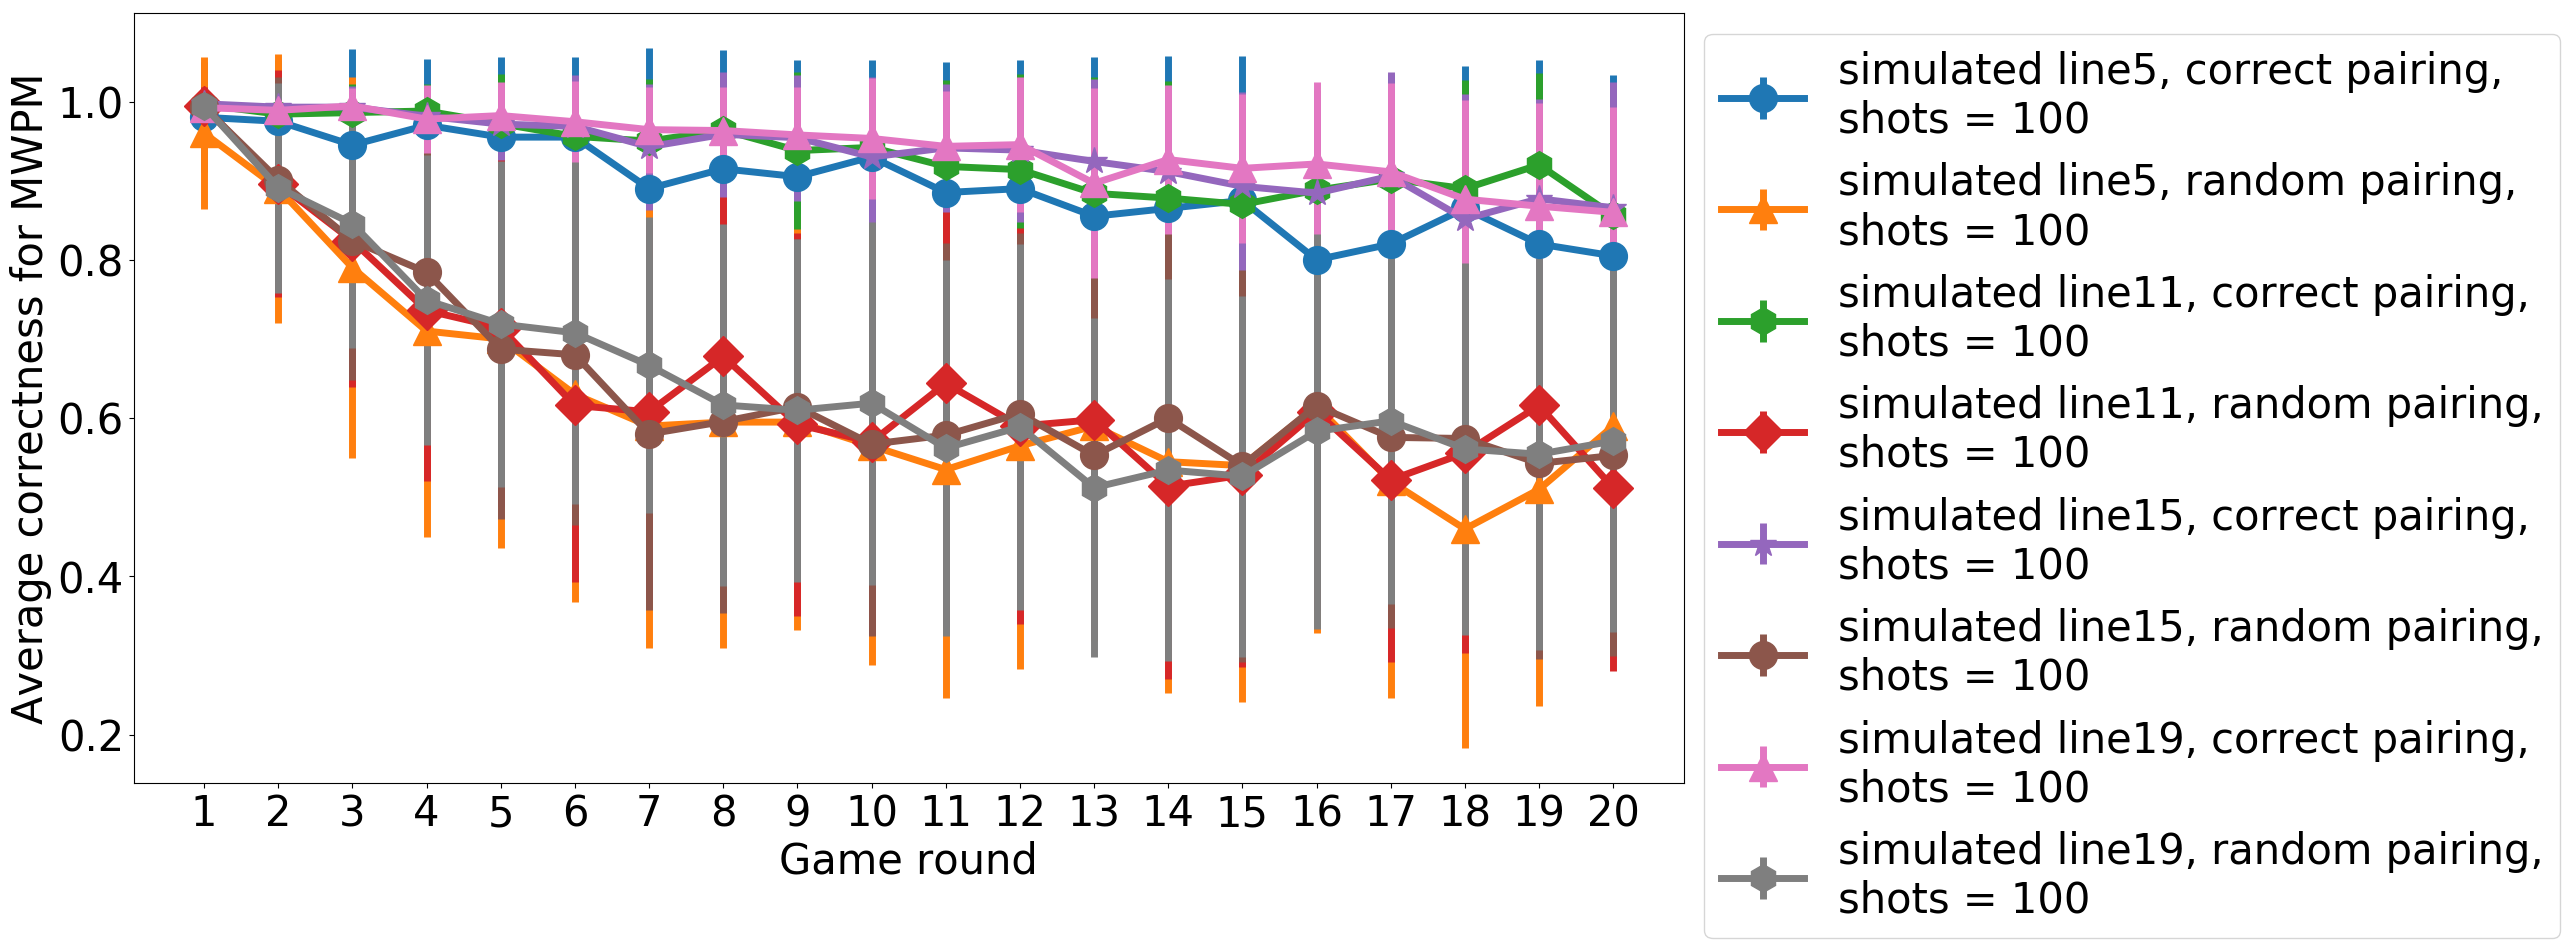 Average correctness for MWPM
1.0
0.8
0.6
0.4
0.2
1 2 3 4 5 6 7 8 9 10 11 12 13 14 15 16 17 18 19 20
Game round
simulated line5, correct pairing,
shots = 100
simulated line5, random pairing,
shots = 100
simulated line11, correct pairing,
shots = 100
simulated line11, random pairing,
shots = 100
simulated line15, correct pairing,
shots = 100
simulated line15, random pairing,
shots = 100
simulated line19, correct pairing,
shots = 100
simulated line19, random pairing,
shots = 100